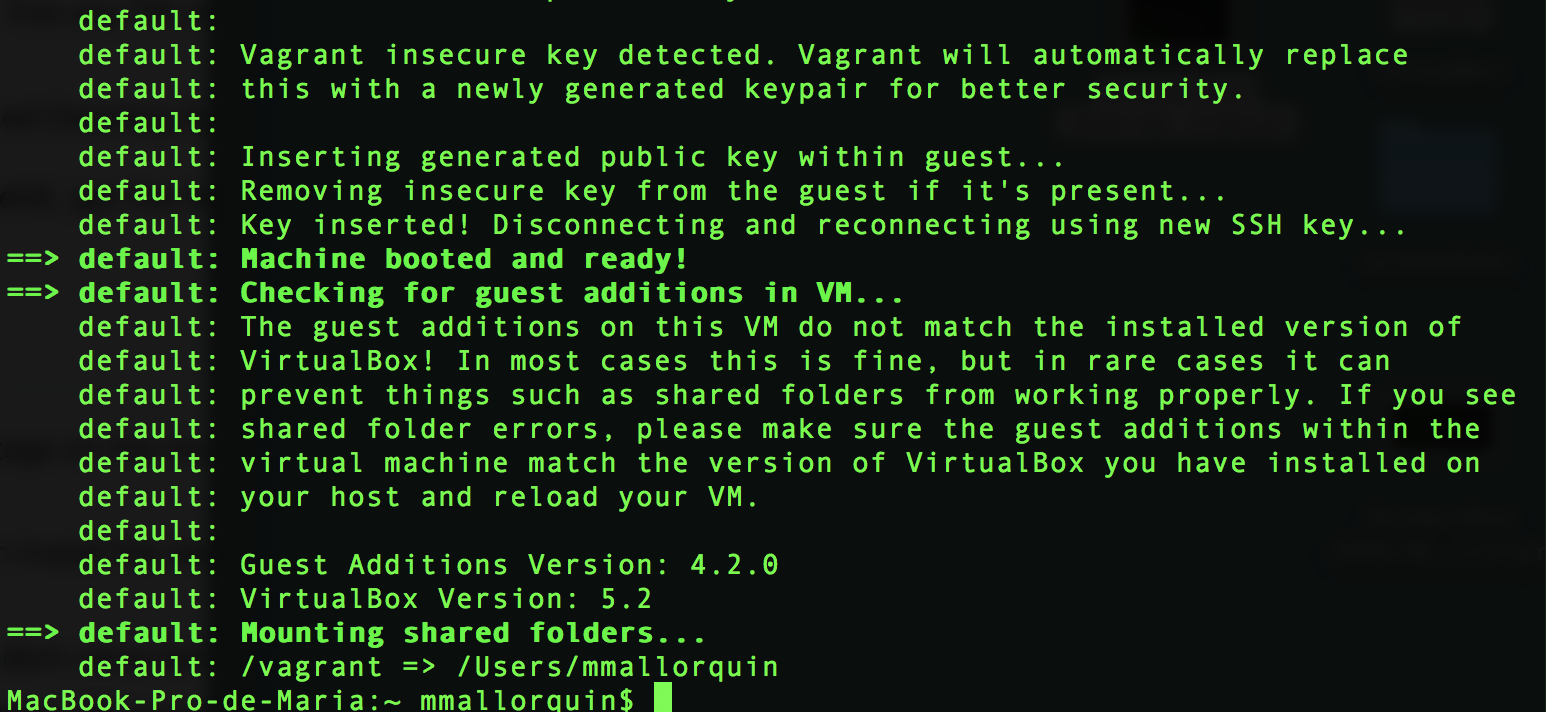 default:
default: Vagrant insecure key detected. Vagrant will automatically replace
default: this with a newly generated keypair for better security.
default:
default: Inserting generated public key within guest...
default: Removing insecure key from the guest if it's present...
default: Key inserted! Disconnecting and reconnecting using new SSH key...
==> default: Machine booted and ready!
==> default: Checking for guest additions in VM...
default: The guest additions on this VM do not match the installed version of
default: VirtualBox! In most cases this is fine, but in rare cases it can
default: prevent things such as shared folders from working properly. If you see
default: shared folder errors, please make sure the guest additions within the
default: virtual machine match the version of VirtualBox you have installed on
default: your host and reload your VM.
default:
default: Guest Additions Version: 4.2.0
default: VirtualBox Version: 5.2
==> default: Mounting shared folders...
default: /vagrant => /Users/mmallorquin
MacBook-Pro-de-Maria:~ mmallorquin$